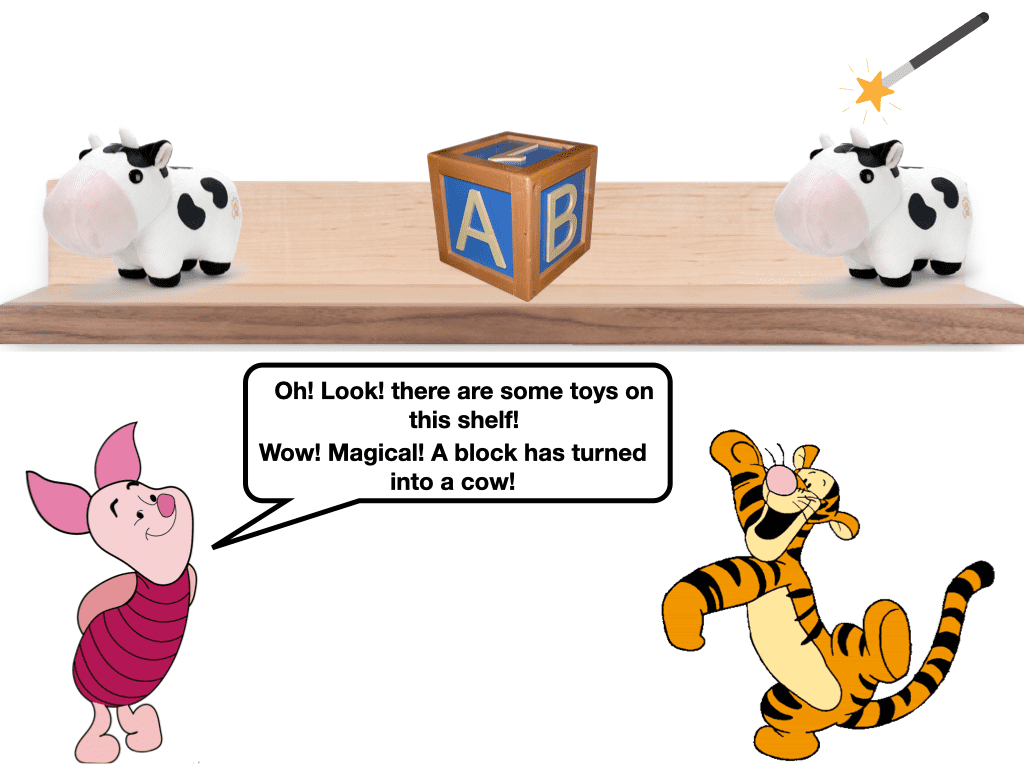 A
B
Oh! Look! there are some toys on
this shelf!
Wow! Magical! A block has turned
into a cow!